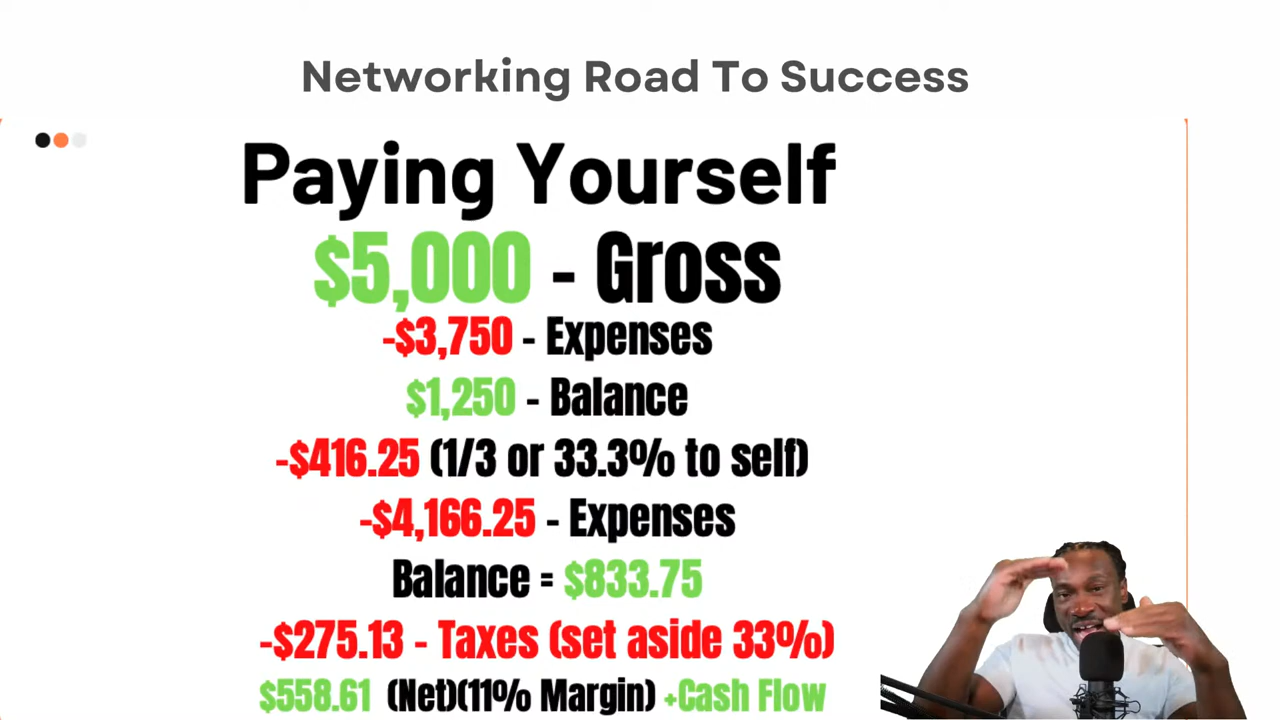 Networking Road To Success
Paying Yourself
$5,000 - Gross
-$3,750 - Expenses
$1,250 - Balance
-$416.25 (1/3 or 33.3% to self)
-$4,166.25 - Expenses
Balance = $833.75
-$275.13 - Taxes (set aside 33%)
$558.61 (Net)(11% Margin) +Cash Flow